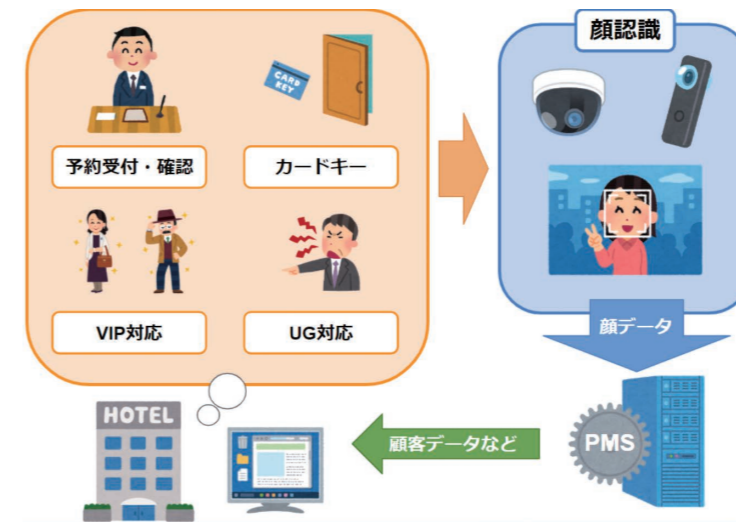 顔認識
CARD
KEY
予約受付・確認
カードキー
VIP対応
UG対応
顔データ
HOTEL
顧客データなど
PMS